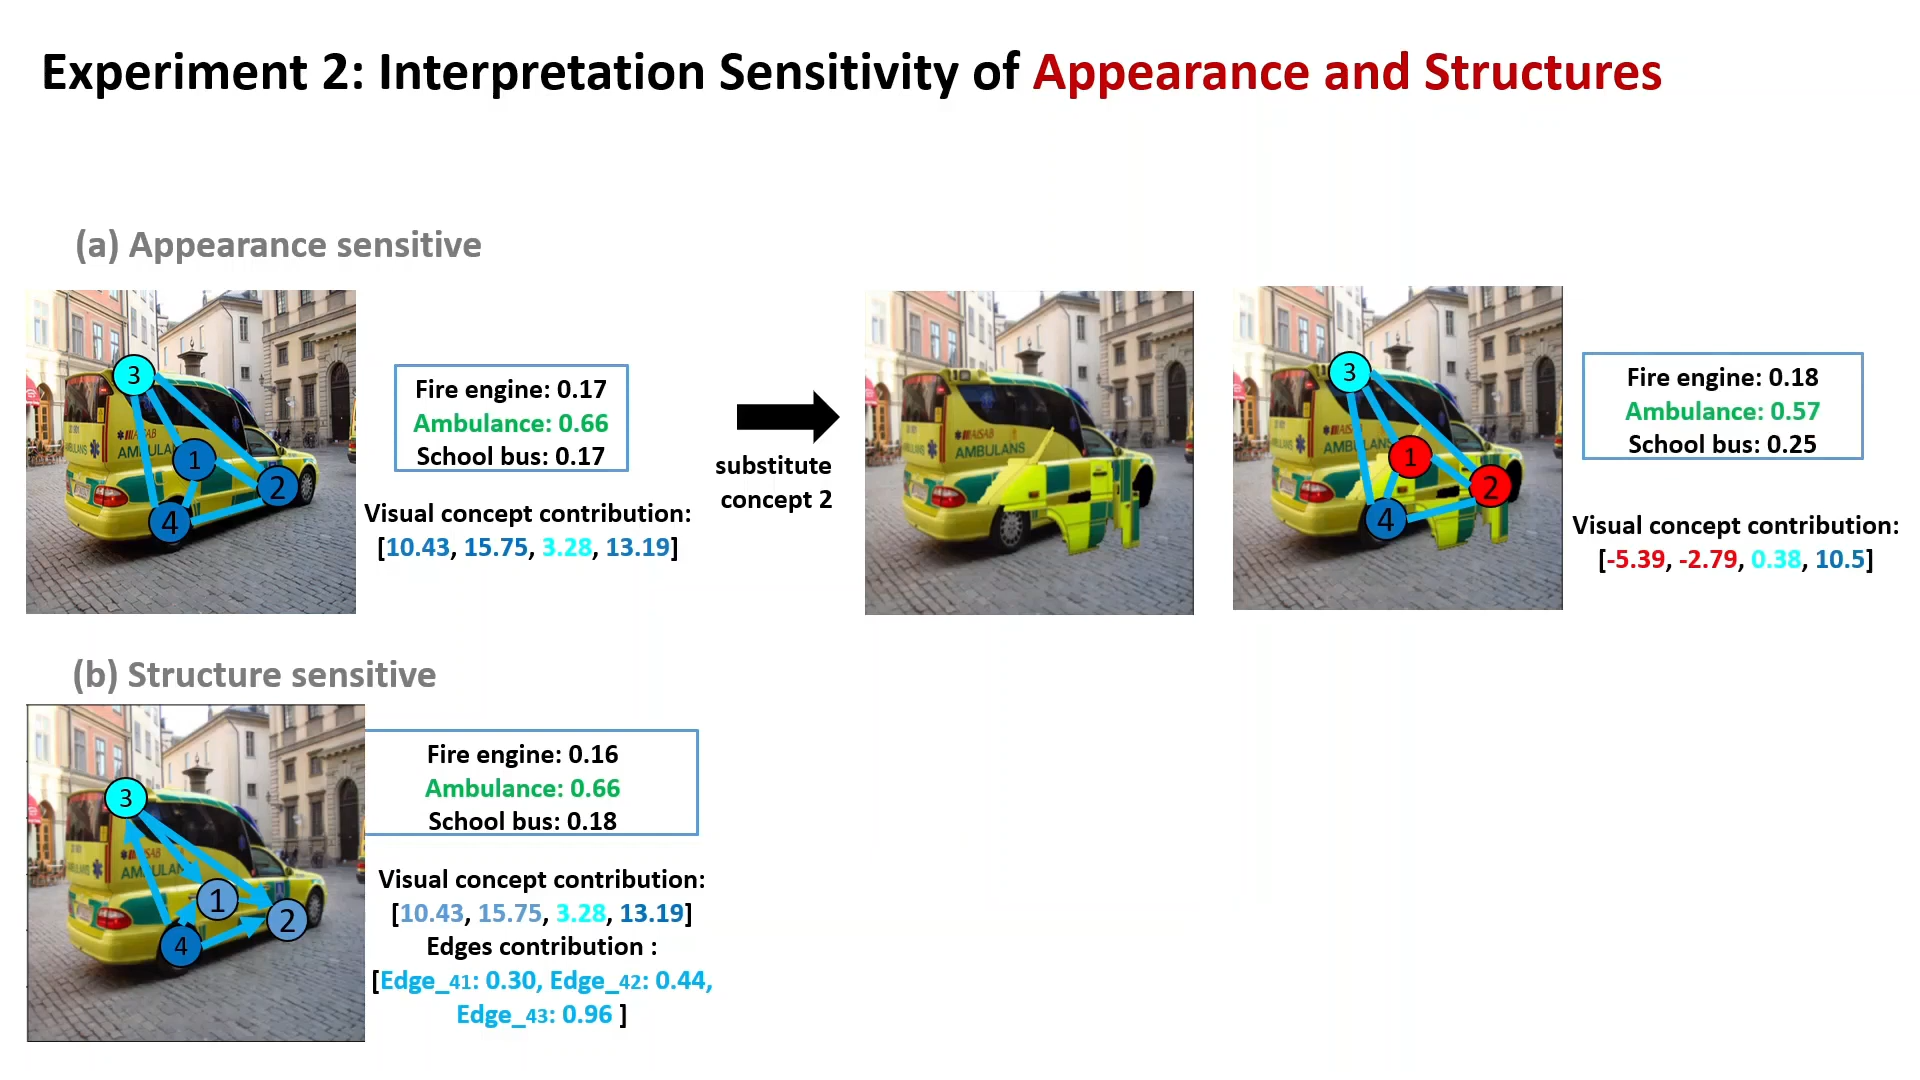 Experiment 2: Interpretation Sensitivity of Appearance and Structures
(a) Appearance sensitive
3
1
2
4
AMBULAN
Fire engine: 0.17
Ambulance: 0.66
School bus: 0.17
Visual concept contribution:
[10.43, 15.75, 3.28, 13.19]
substitute
concept 2
AISAB
AMBULANS
3
1
2
4
Fire engine: 0.18
Ambulance: 0.57
School bus: 0.25
Visual concept contribution:
[-5.39, -2.79, 0.38, 10.5]
(b) Structure sensitive
3
1
2
4
AMBULAN
Fire engine: 0.16
Ambulance: 0.66
School bus: 0.18
Visual concept contribution:
[10.43, 15.75, 3.28, 13.19]
Edges contribution :
[Edge_41: 0.30, Edge_42: 0.44,
Edge_43: 0.96 ]